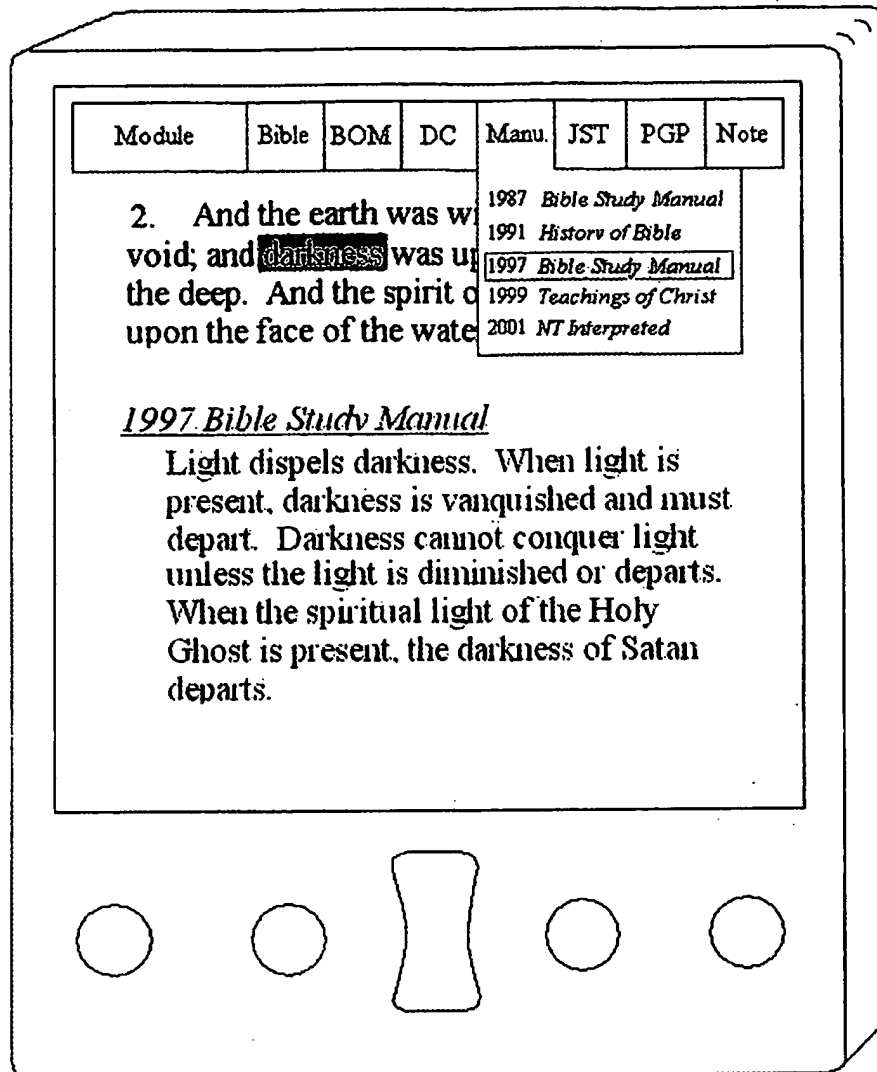 Module Bible BOM DC Manu. JST PGP Note
1987 Bible Study Manual
1991 History of Bible
1997 Bible Study Manual
1999 Teachings of Christ
2001 NT Interpreted
2. And the earth was wi
void; and darkness was up
the deep. And the spirit o
upon the face of the wate
1997 Bible Study Manual
Light dispels darkness. When light is
present, darkness is vanquished and must
depart. Darkness cannot conquer light
unless the light is diminished or departs.
When the spiritual light of the Holy
Ghost is present, the darkness of Satan
departs.